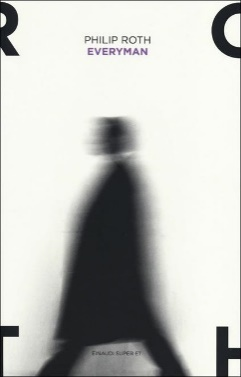 R O
PHILIP ROTH
EVERYMAN
EINAUDI SUPER ET
T H